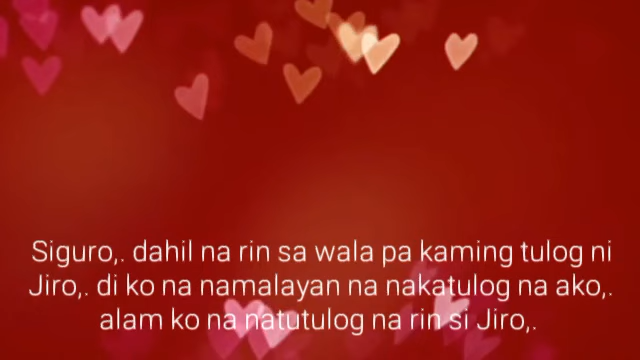 Siguro,. dahil na rin sa wala pa kaming tulog ni
Jiro,. di ko na namalayan na nakatulog na ako,.
alam ko na natutulog na rin si Jiro,.